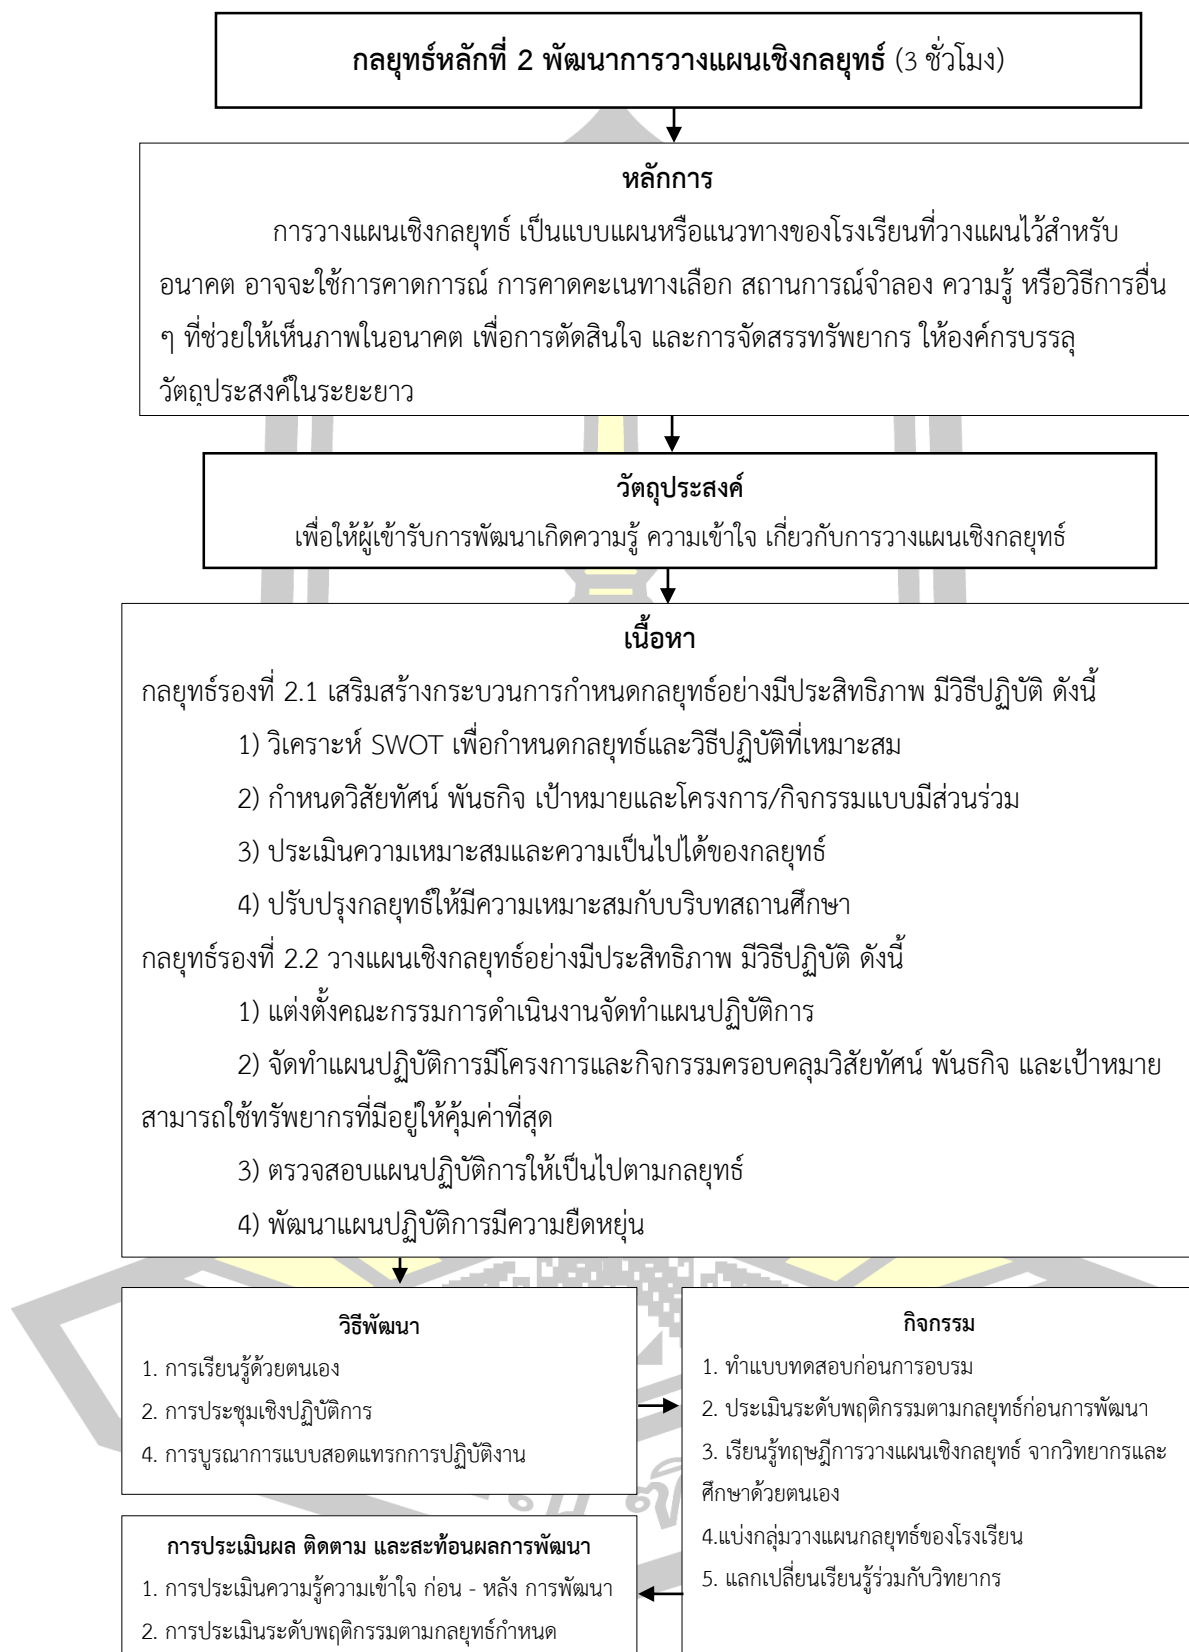 กลยุทธ์หลักที่ 2 พัฒนาการวางแผนเชิงกลยุทธ์ (3 ชั่วโมง)
หลักการ
การวางแผนเชิงกลยุทธ์ เป็นแบบแผนหรือแนวทางของโรงเรียนที่วางแผนไว้สำหรับ
อนาคต อาจจะใช้การคาดการณ์ การคาดคะเนทางเลือก สถานการณ์จำลอง ความรู้ หรือวิธีการอื่น
ๆ ที่ช่วยให้เห็นภาพในอนาคต เพื่อการตัดสินใจ และการจัดสรรทรัพยากร ให้องค์กรบรรลุ
วัตถุประสงค์ในระยะยาว
วัตถุประสงค์
เพื่อให้ผู้เข้ารับการพัฒนาเกิดความรู้ ความเข้าใจ เกี่ยวกับการวางแผนเชิงกลยุทธ์
เนื้อหา
กลยุทธ์รองที่ 2.1 เสริมสร้างกระบวนการกำหนดกลยุทธ์อย่างมีประสิทธิภาพ มีวิธีปฏิบัติ ดังนี้
1) วิเคราะห์ SWOT เพื่อกำหนดกลยุทธ์และวิธีปฏิบัติที่เหมาะสม
2) กำหนดวิสัยทัศน์ พันธกิจ เป้าหมายและโครงการ/กิจกรรมแบบมีส่วนร่วม
3) ประเมินความเหมาะสมและความเป็นไปได้ของกลยุทธ์
4) ปรับปรุงกลยุทธ์ให้มีความเหมาะสมกับบริบทสถานศึกษา
กลยุทธ์รองที่ 2.2 วางแผนเชิงกลยุทธ์อย่างมีประสิทธิภาพ มีวิธีปฏิบัติ ดังนี้
1) แต่งตั้งคณะกรรมการดำเนินงานจัดทำแผนปฏิบัติการ
2) จัดทำแผนปฏิบัติการมีโครงการและกิจกรรมครอบคลุมวิสัยทัศน์ พันธกิจ และเป้าหมาย
สามารถใช้ทรัพยากรที่มีอยู่ให้คุ้มค่าที่สุด
3) ตรวจสอบแผนปฏิบัติการให้เป็นไปตามกลยุทธ์
4) พัฒนาแผนปฏิบัติการมีความยืดหยุ่น
วิธีพัฒนา
1. การเรียนรู้ด้วยตนเอง
2. การประชุมเชิงปฏิบัติการ
4. การบูรณาการแบบสอดแทรกการปฏิบัติงาน
กิจกรรม
1. ทำแบบทดสอบก่อนการอบรม
2. ประเมินระดับพฤติกรรมตามกลยุทธ์ก่อนการพัฒนา
3. เรียนรู้ทฤษฎีการวางแผนเชิงกลยุทธ์ จากวิทยากรและ
ศึกษาด้วยตนเอง
4.แบ่งกลุ่มวางแผนกลยุทธ์ของโรงเรียน
5. แลกเปลี่ยนเรียนรู้ร่วมกับวิทยากร
การประเมินผล ติดตาม และสะท้อนผลการพัฒนา
1. การประเมินความรู้ความเข้าใจ ก่อน - หลัง การพัฒนา
2. การประเมินระดับพฤติกรรมตามกลยุทธ์กำหนด